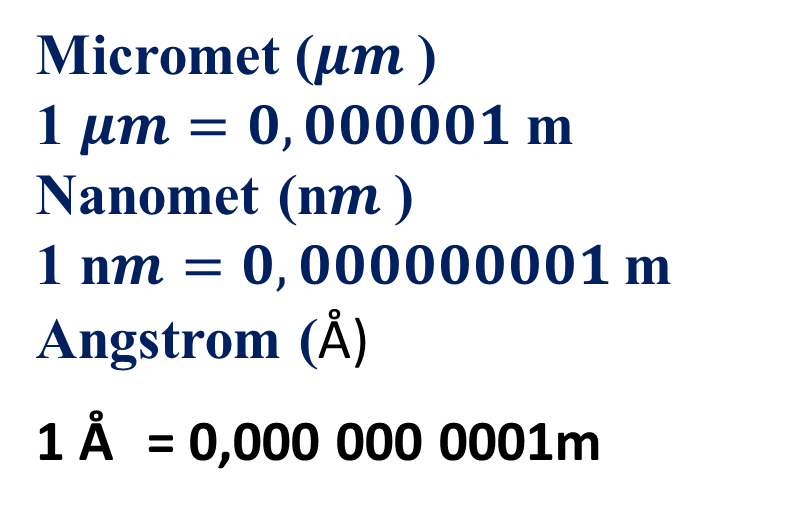 Micromet (μm )
1 μm = 0,000001 m
Nanomet (nm )
1 nm = 0,000000001 m
Angstrom (Å)
1 Å = 0,000 000 0001m